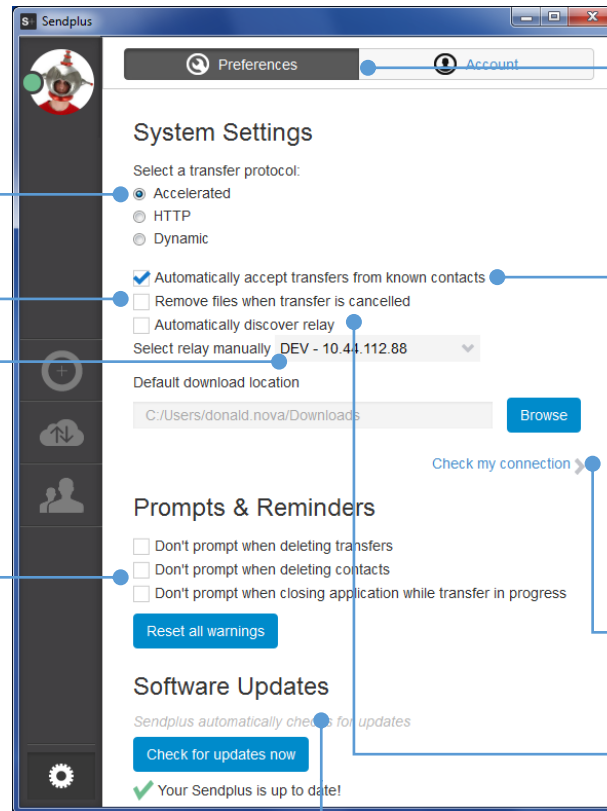 S+ Sendplus
Preferences
Account
System Settings
Select a transfer protocol:
Accelerated
HTTP
Dynamic
Automatically accept transfers from known contacts
Remove files when transfer is cancelled
Automatically discover relay
Select relay manually DEV - 10.44.112.88
Default download location
C:/Users/donald.nova/Downloads
Browse
Check my connection
Prompts & Reminders
Don't prompt when deleting transfers
Don't prompt when deleting contacts
Don't prompt when closing application while transfer in progress
Reset all warnings
Software Updates
Sendplus automatically checks for updates
Check for updates now
Your Sendplus is up to date!